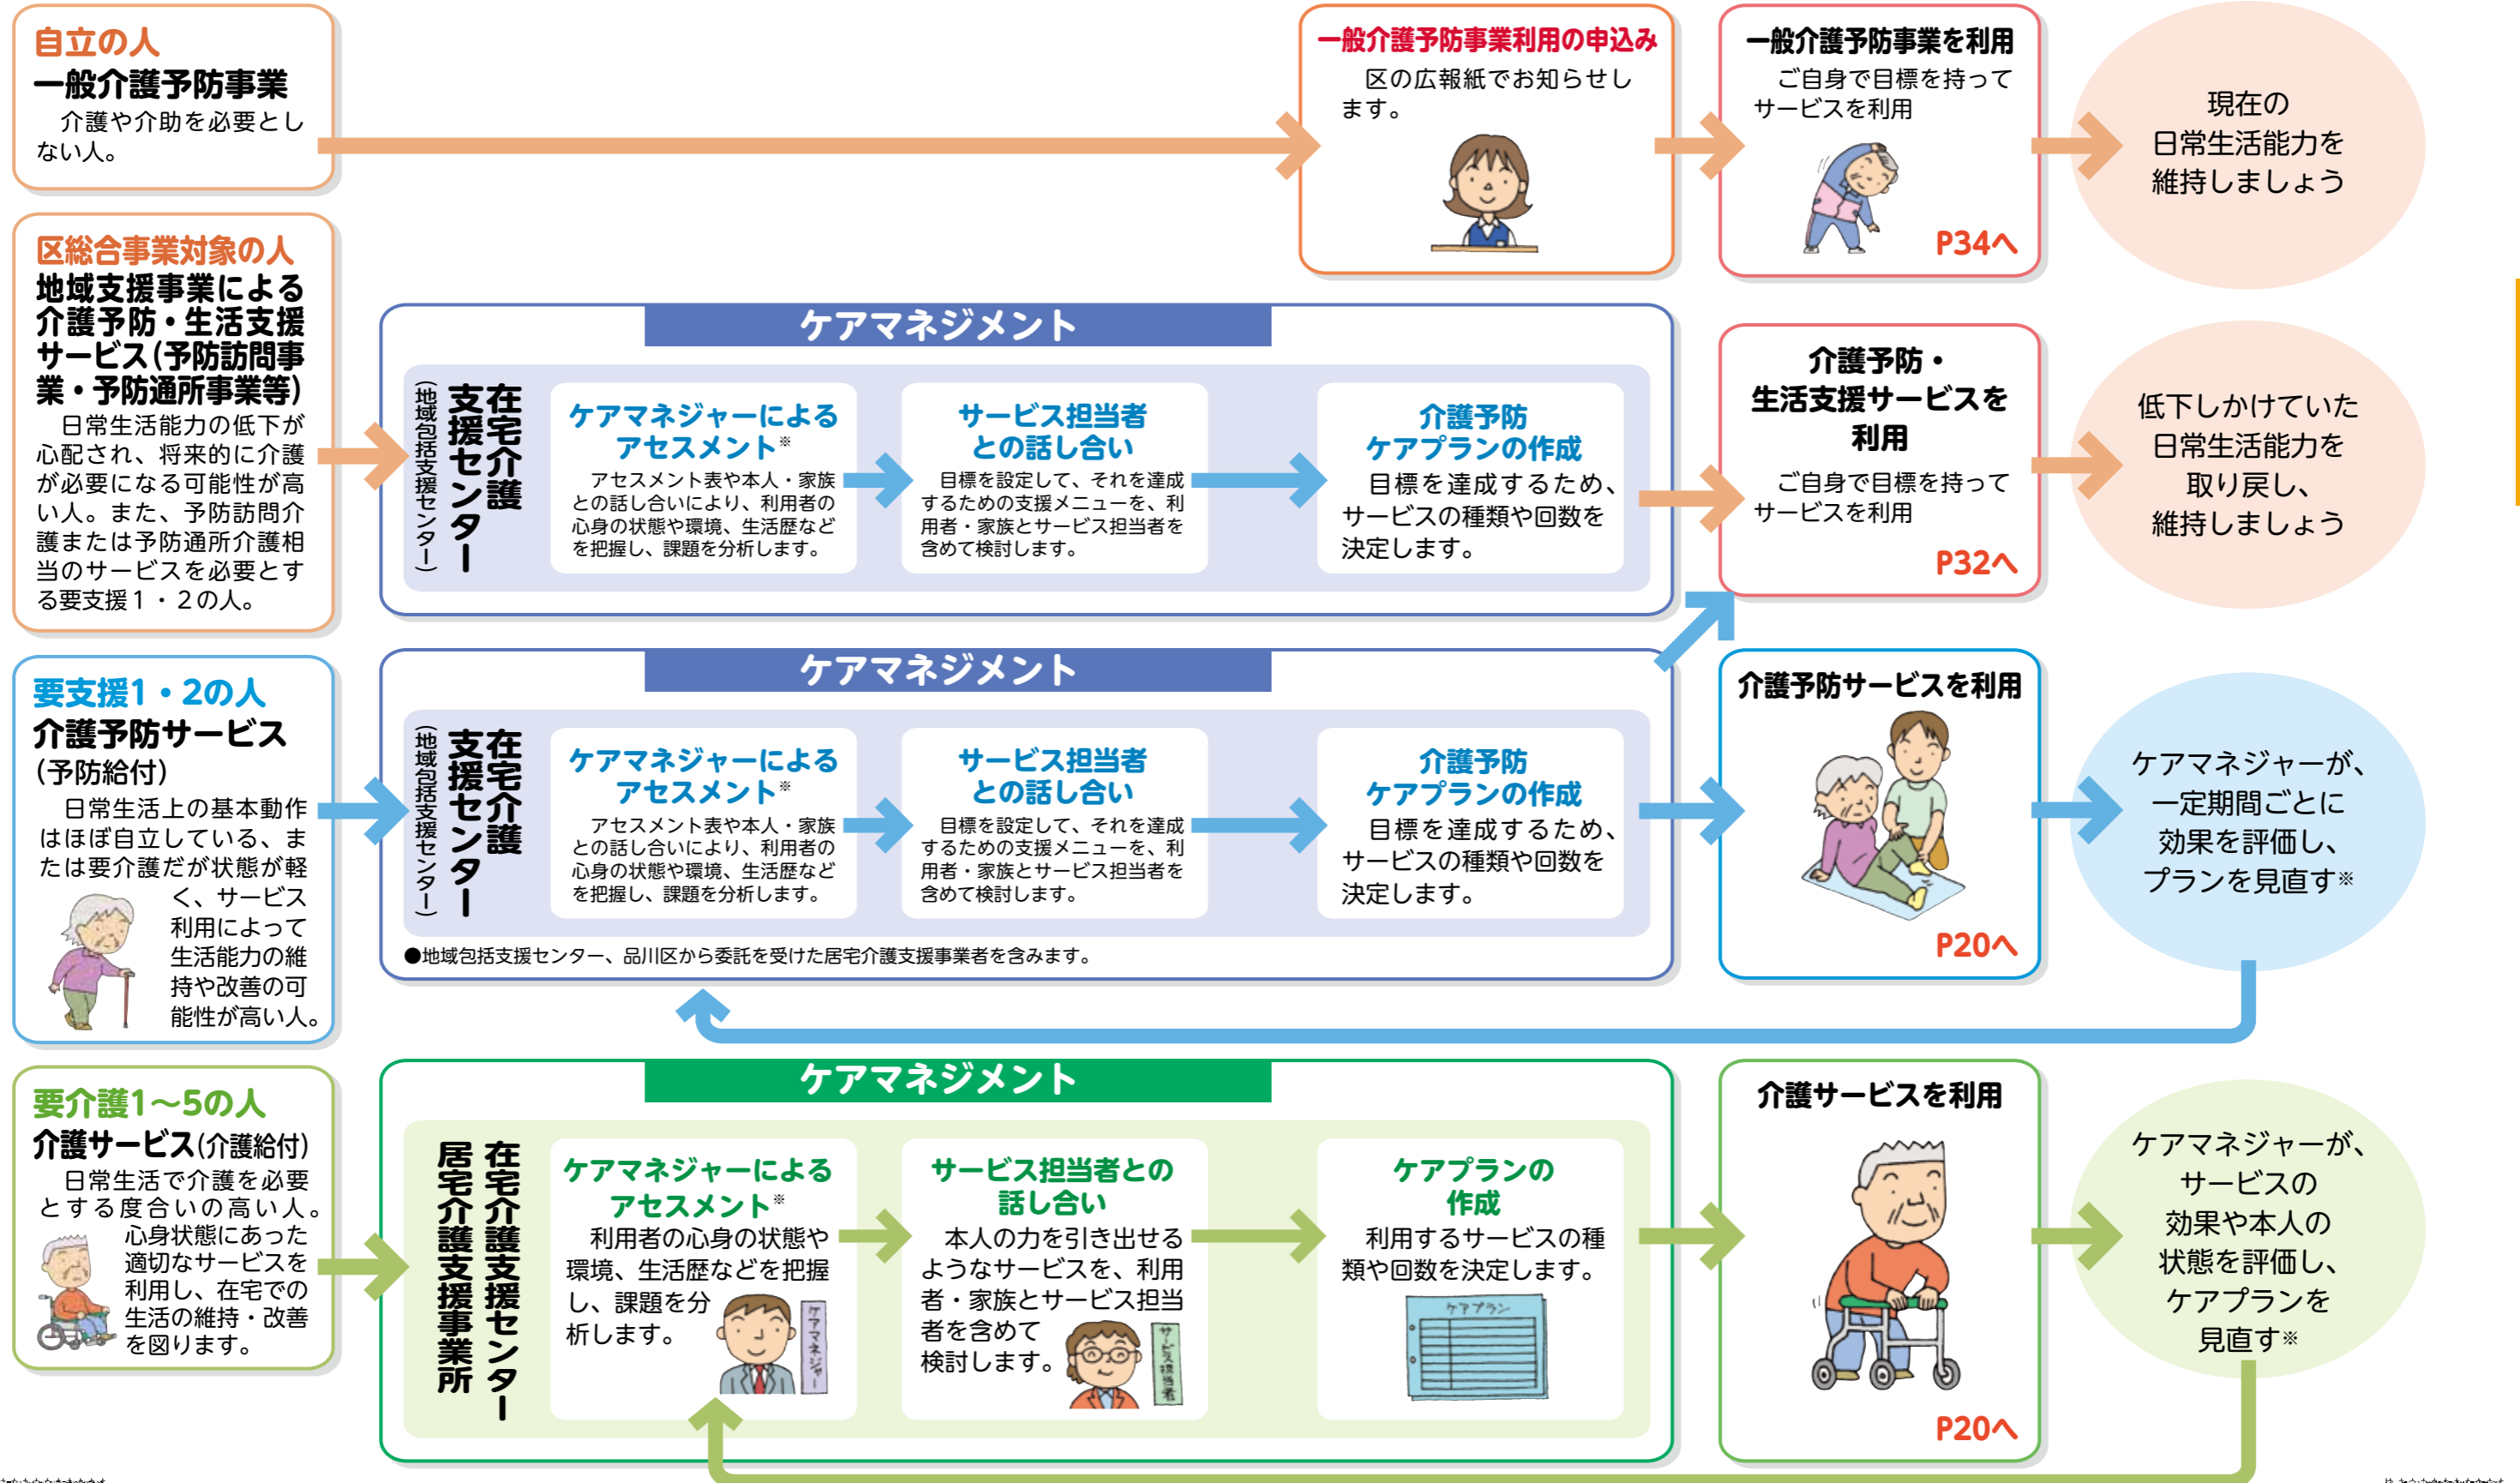 自立の人
一般介護予防事業
介護や介助を必要とし
ない人。
一般介護予防事業利用の申込み
区の広報紙でお知らせし
ます。
一般介護予防事業を利用
ご自身で目標を持って
サービスを利用
P34へ
現在の
日常生活能力を
維持しましょう
区総合事業対象の人
地域支援事業による
介護予防・生活支援
サービス(予防訪問事
業・予防通所事業等)
日常生活能力の低下が
心配され、将来的に介護
が必要になる可能性が高
い人。また、予防訪問介
護または予防通所介護相
当のサービスを必要とす
る要支援1・2の人。
ケアマネジメント
在宅介護
支援センター
(地域包括支援センター)
ケアマネジャーによる
アセスメント※
アセスメント表や本人・家族
との話し合いにより、利用者の
心身の状態や環境、生活歴など
を把握し、課題を分析します。
サービス担当者
との話し合い
目標を設定して、それを達成
するための支援メニューを、利
用者・家族とサービス担当者を
含めて検討します。
介護予防
ケアプランの作成
目標を達成するため、
サービスの種類や回数を
決定します。
介護予防・
生活支援サービスを
利用
ご自身で目標を持って
サービスを利用
P32へ
低下しかけていた
日常生活能力を
取り戻し、
維持しましょう
要支援1・2の人
介護予防サービス
(予防給付)
日常生活上の基本動作
はほぼ自立している、ま
たは要介護だが状態が軽
く、サービス
利用によって
生活能力の維
持や改善の可
能性が高い人。
ケアマネジメント
在宅介護
支援センター
(地域包括支援センター)
ケアマネジャーによる
アセスメント※
アセスメント表や本人・家族
との話し合いにより、利用者の
心身の状態や環境、生活歴など
を把握し、課題を分析します。
サービス担当者
との話し合い
目標を設定して、それを達成
するための支援メニューを、利
用者・家族とサービス担当者を
含めて検討します。
介護予防
ケアプランの作成
目標を達成するため、
サービスの種類や回数を
決定します。
●地域包括支援センター、品川区から委託を受けた居宅介護支援事業者を含みます。
介護予防サービスを利用
P20へ
ケアマネジャーが、
一定期間ごとに
効果を評価し、
プランを見直す※
要介護1〜5の人
介護サービス(介護給付)
日常生活で介護を必要
とする度合いの高い人。
心身状態にあった
適切なサービスを
利用し、在宅での
生活の維持・改善
を図ります。
ケアマネジメント
在宅介護支援センター
居宅介護支援事業所
ケアマネジャーによる
アセスメント※
利用者の心身の状態や
環境、生活歴などを把握
し、課題を分
析します。
ケアマネジャー
サービス担当者との
話し合い
本人の力を引き出せる
ようなサービスを、利用
者・家族とサービス担当
者を含めて
検討します。
サービス担当者
ケアプランの
作成
利用するサービスの種
類や回数を決定します。
ケアプラン
介護サービスを利用
P20へ
ケアマネジャーが、
サービスの
効果や本人の
状態を評価し、
ケアプランを
見直す※